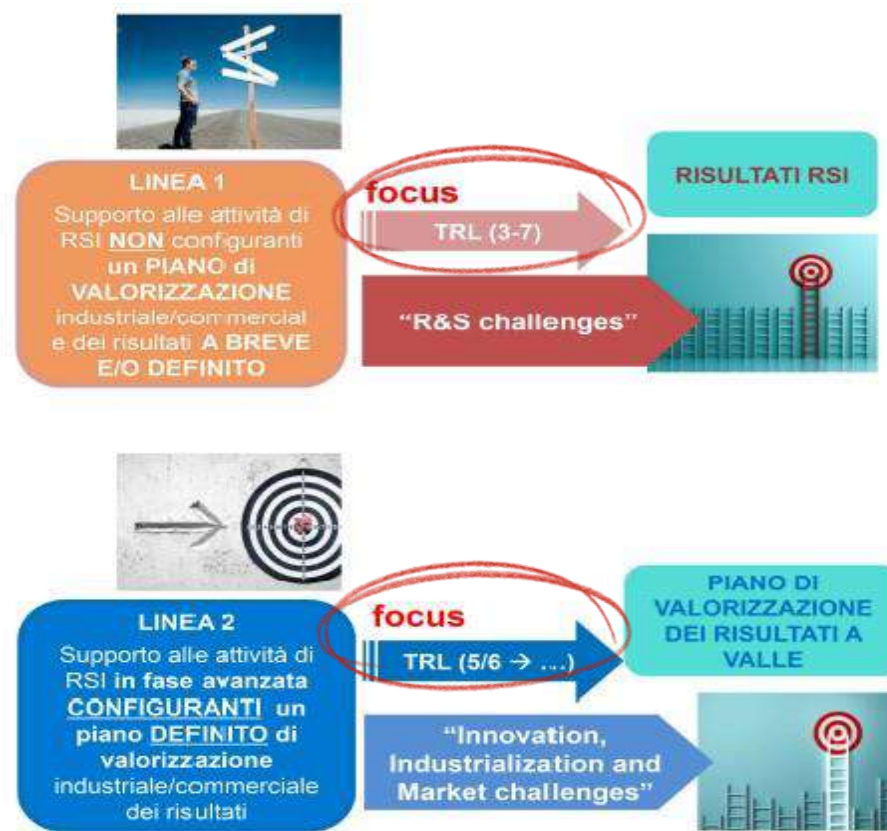 LINEA 1
Supporto alle attività di
RSI NON configuranti
un PIANO di
VALORIZZAZIONE
industriale/commercial
e dei risultati A BREVE
E/O DEFINITO
focus
TRL (3-7)
“R&S challenges”
RISULTATI RSI
LINEA 2
Supporto alle attività di
RSI in fase avanzata
CONFIGURANTI un
piano DEFINITO di
valorizzazione
industriale/commerciale
dei risultati
focus
TRL (5/6 → ...)
“Innovation,
Industrialization and
Market challenges”
PIANO DI
VALORIZZAZIONE
DEI RISULTATI A
VALLE